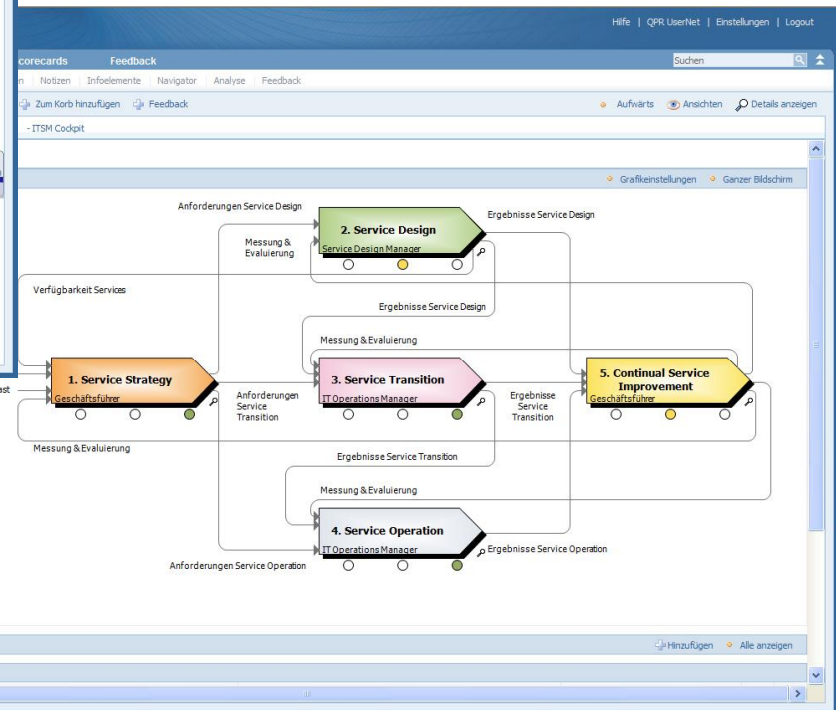 Hilfe | QPR UserNet | Einstellungen | Logout
corecards Feedback Suchen
n Notizen Infoelemente Navigator Analyse Feedback
Zum Korb hinzufügen Feedback Aufwärts Ansichten Details anzeigen
- ITSM Cockpit
Grafikeinstellungen Ganzer Bildschirm
Anforderungen Service Design
2. Service Design
Service Design Manager
Ergebnisse Service Design
Messung &
Evaluierung
Verfügbarkeit Services
Ergebnisse Service Design
Messung & Evaluierung
ast
1. Service Strategy
Geschäftsführer
Anforderungen
Service
Transition
3. Service Transition
IT Operations Manager
Ergebnisse
Service
Transition
5. Continual Service
Improvement
Geschäftsführer
Messung & Evaluierung
Ergebnisse Service Transition
Messung & Evaluierung
4. Service Operation
IT Operations Manager
Anforderungen Service Operation
Ergebnisse Service Operation
Hinzufügen Alle anzeigen